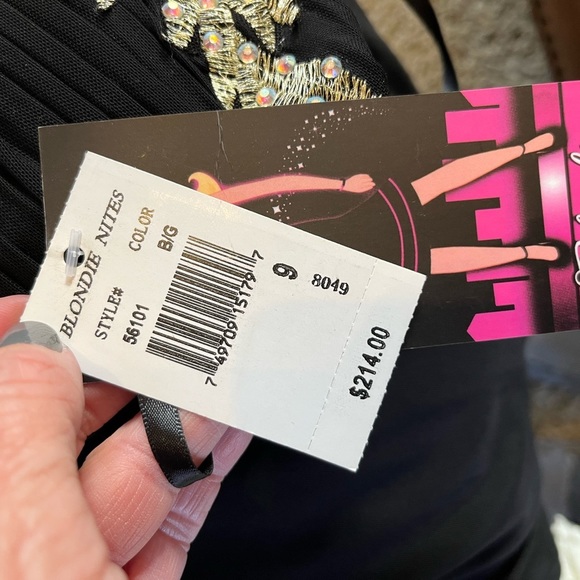 BLONDIE NITES
STYLE# COLOR
56101 B/G
7 49709 15179 7
9
8049
$214.00